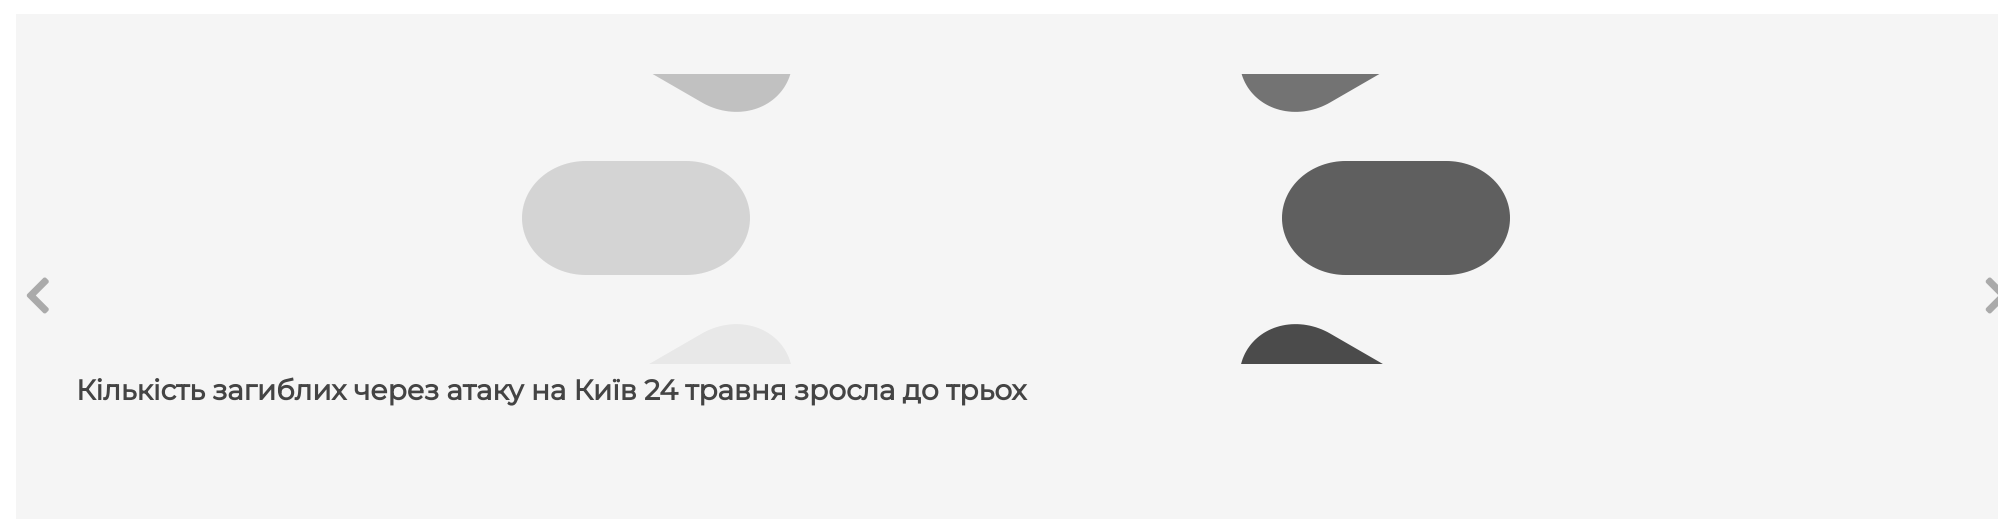 Кількість загиблих через атаку на Київ 24 травня зросла до трьох